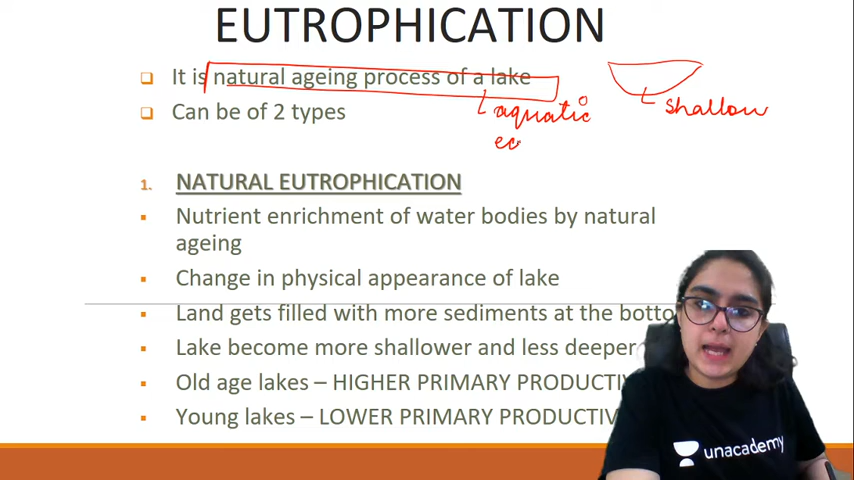 EUTROPHICATION
❑ It is natural ageing process of a lake
❑ Can be of 2 types
aquatic
ec
shallow
1. NATURAL EUTROPHICATION
▪ Nutrient enrichment of water bodies by natural
ageing
▪ Change in physical appearance of lake
▪ Land gets filled with more sediments at the botto
▪ Lake become more shallower and less deeper
▪ Old age lakes – HIGHER PRIMARY PRODUCTIV
▪ Young lakes – LOWER PRIMARY PRODUCTIV
unacademy